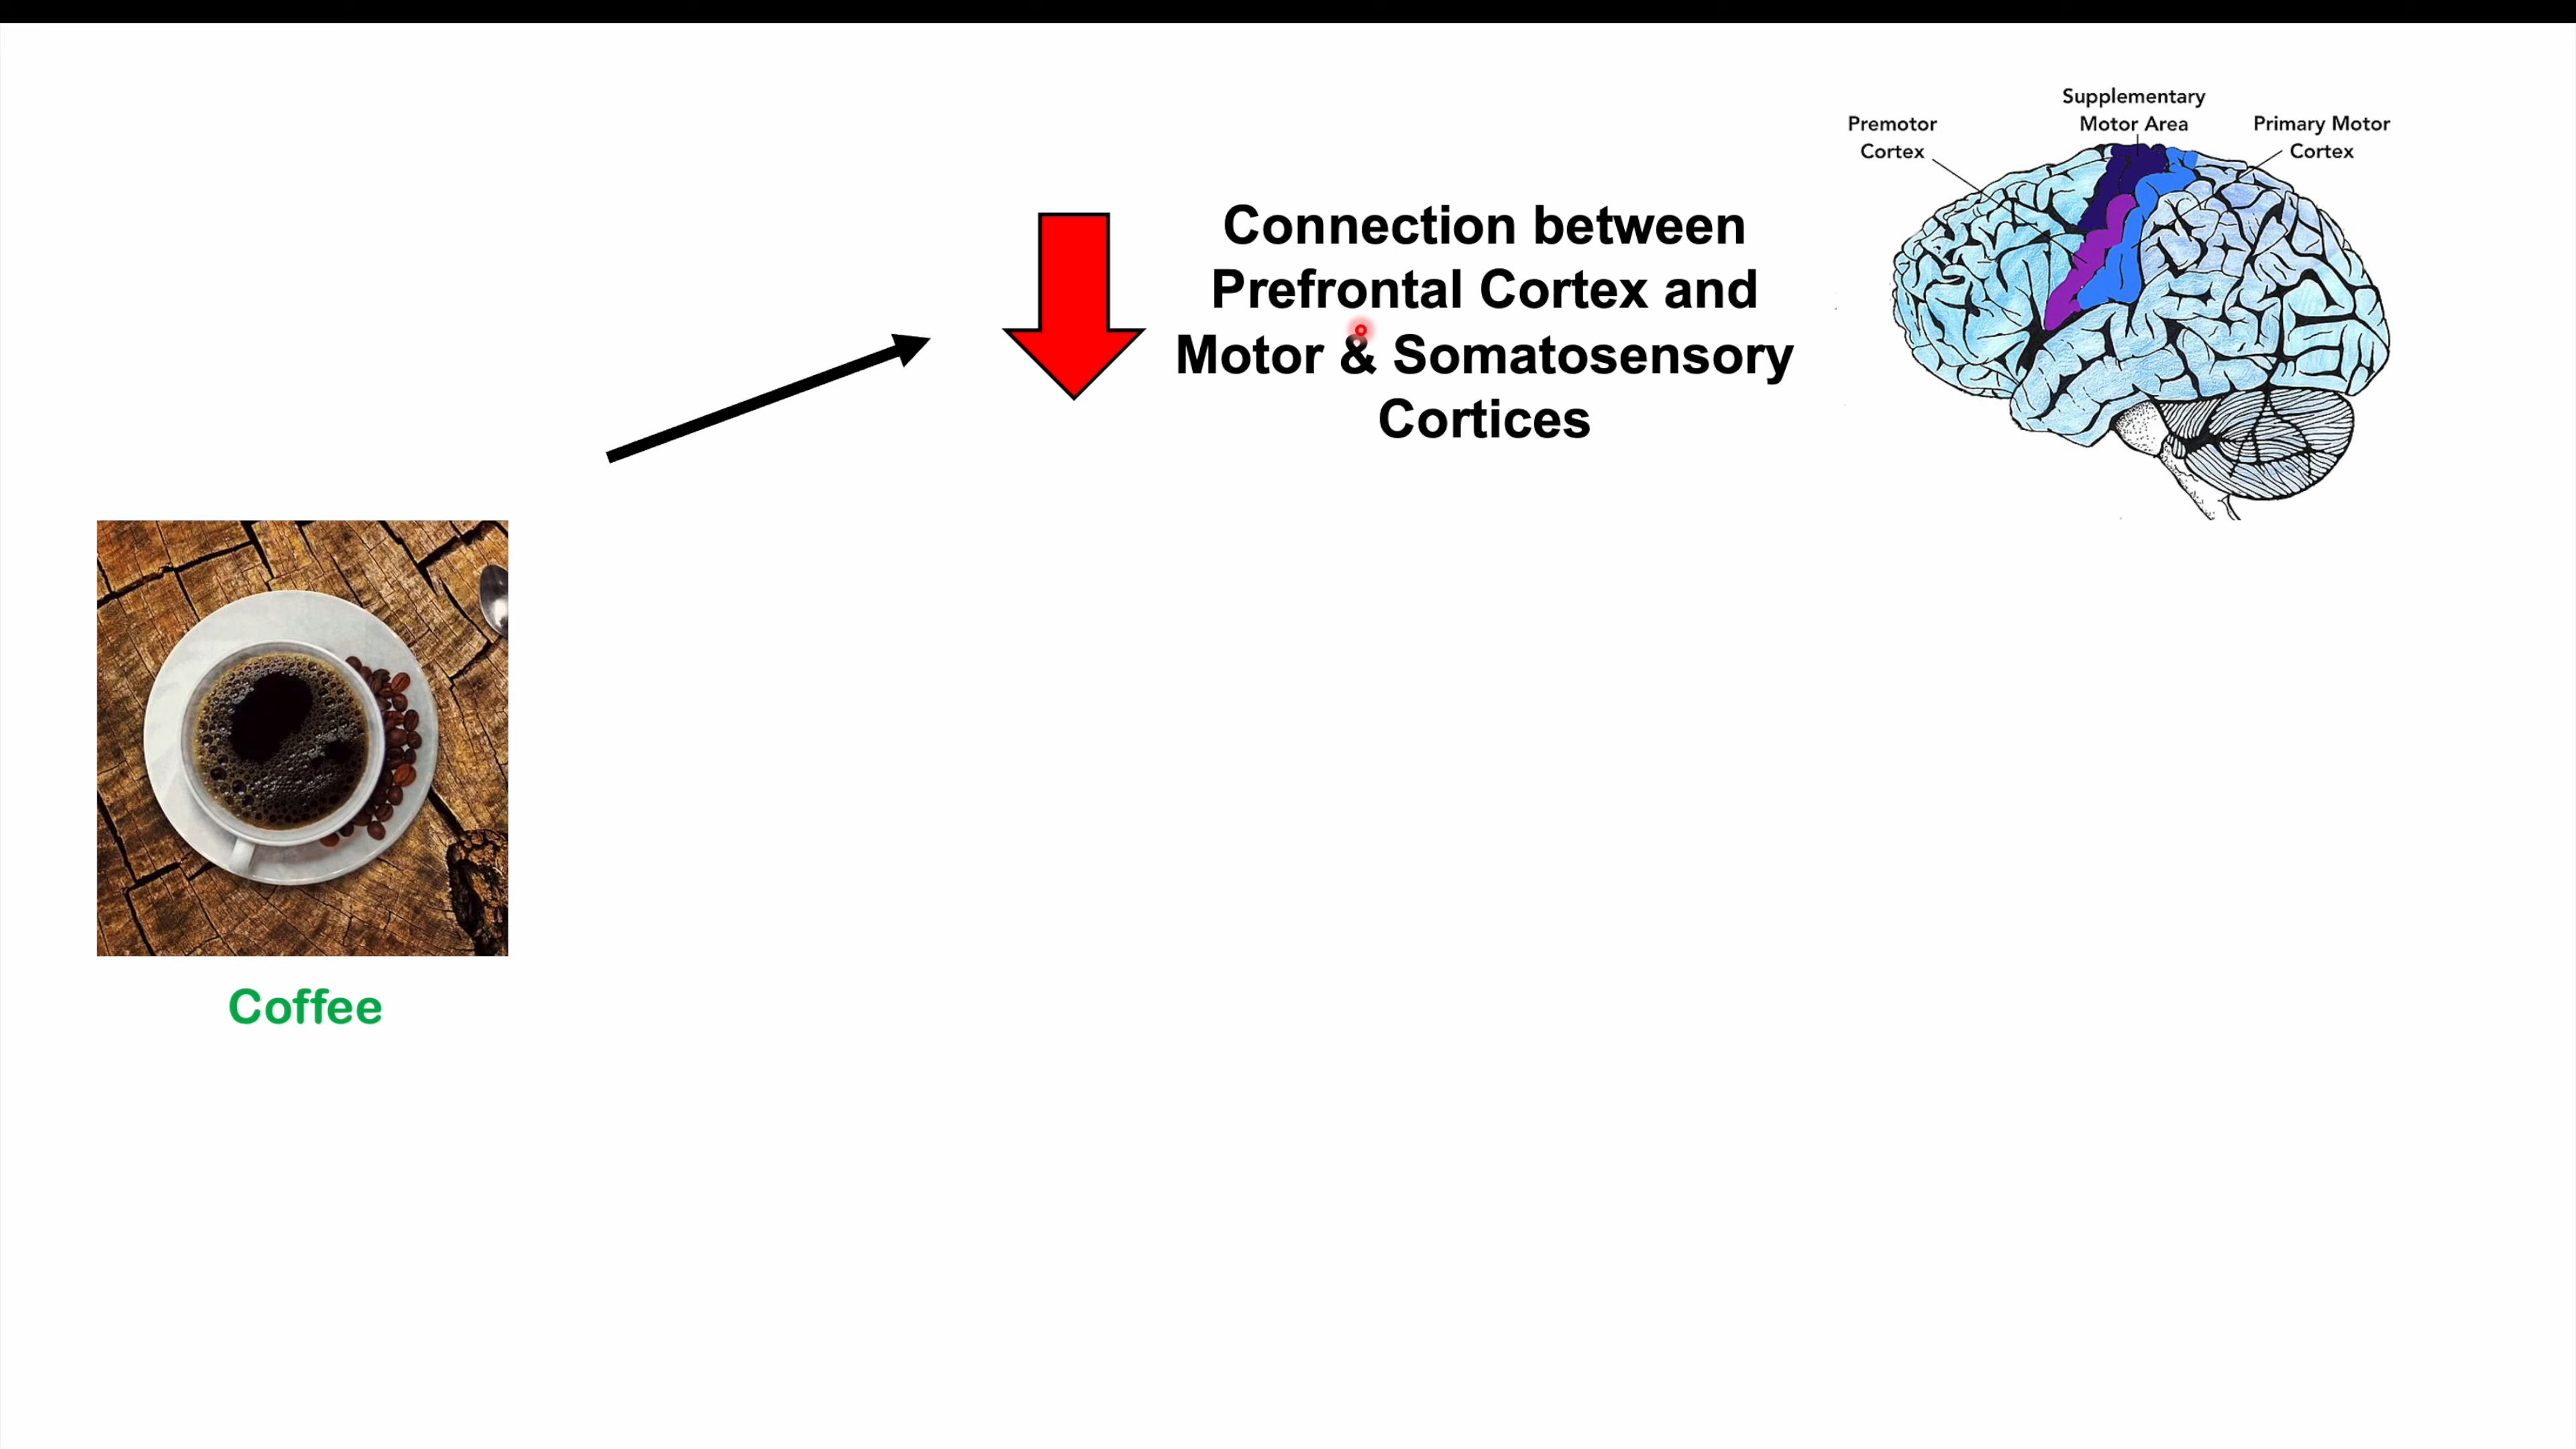 Supplementary
Motor Area
Premotor
Cortex
Primary Motor
Cortex
Connection between
Prefrontal Cortex and
Motor & Somatosensory
Cortices
Coffee